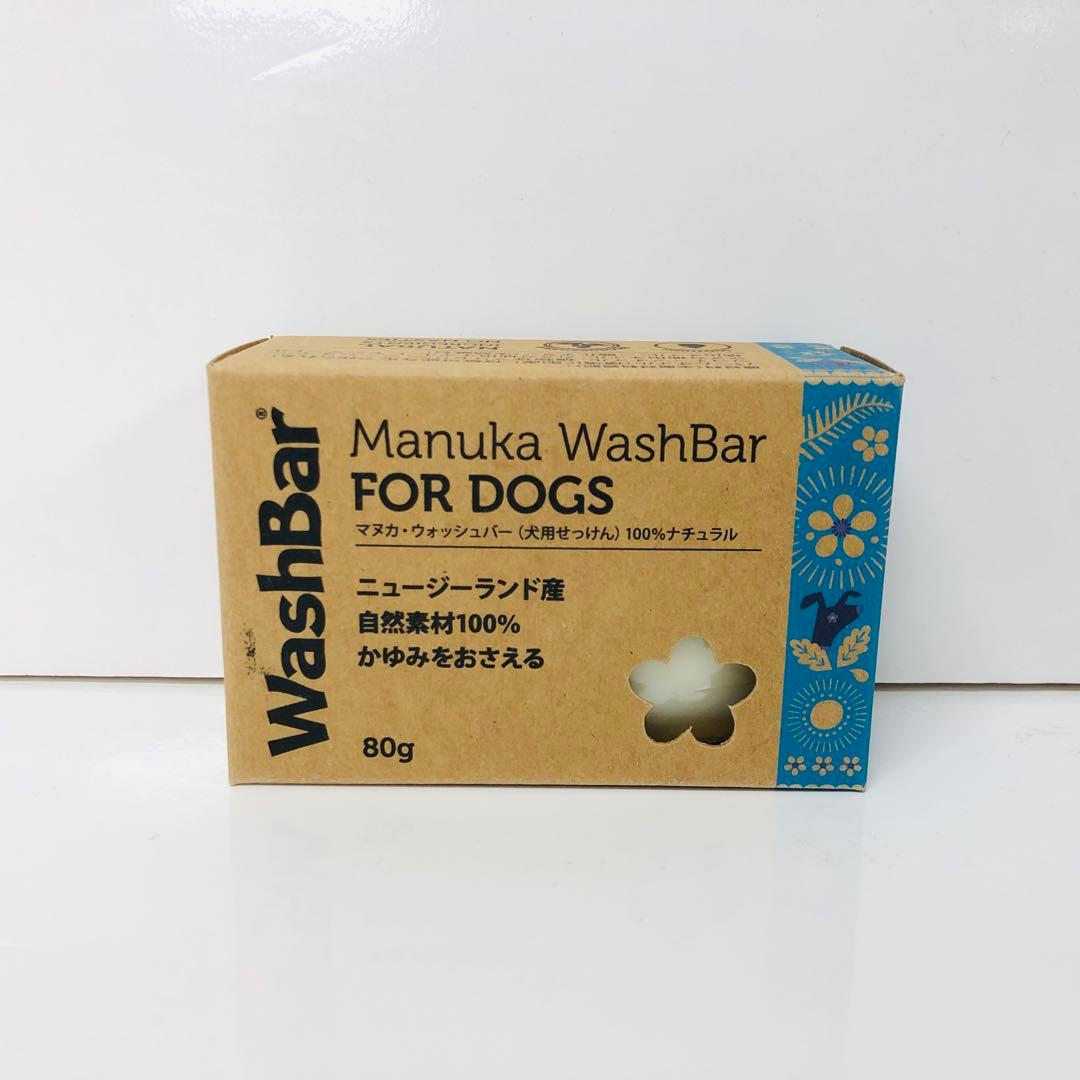 WashBar®
Manuka WashBar
FOR DOGS
マヌカ・ウォッシュバー（犬用せっけん）100%ナチュラル
ニュージーランド産
自然素材100%
かゆみをおさえる
80g